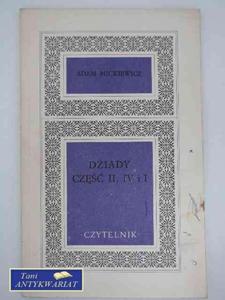 ADAM MICKIEWICZ
DZIADY
CZĘŚĆ II, IV i I
CZYTELNIK
Tani
ANTYKWARIAT